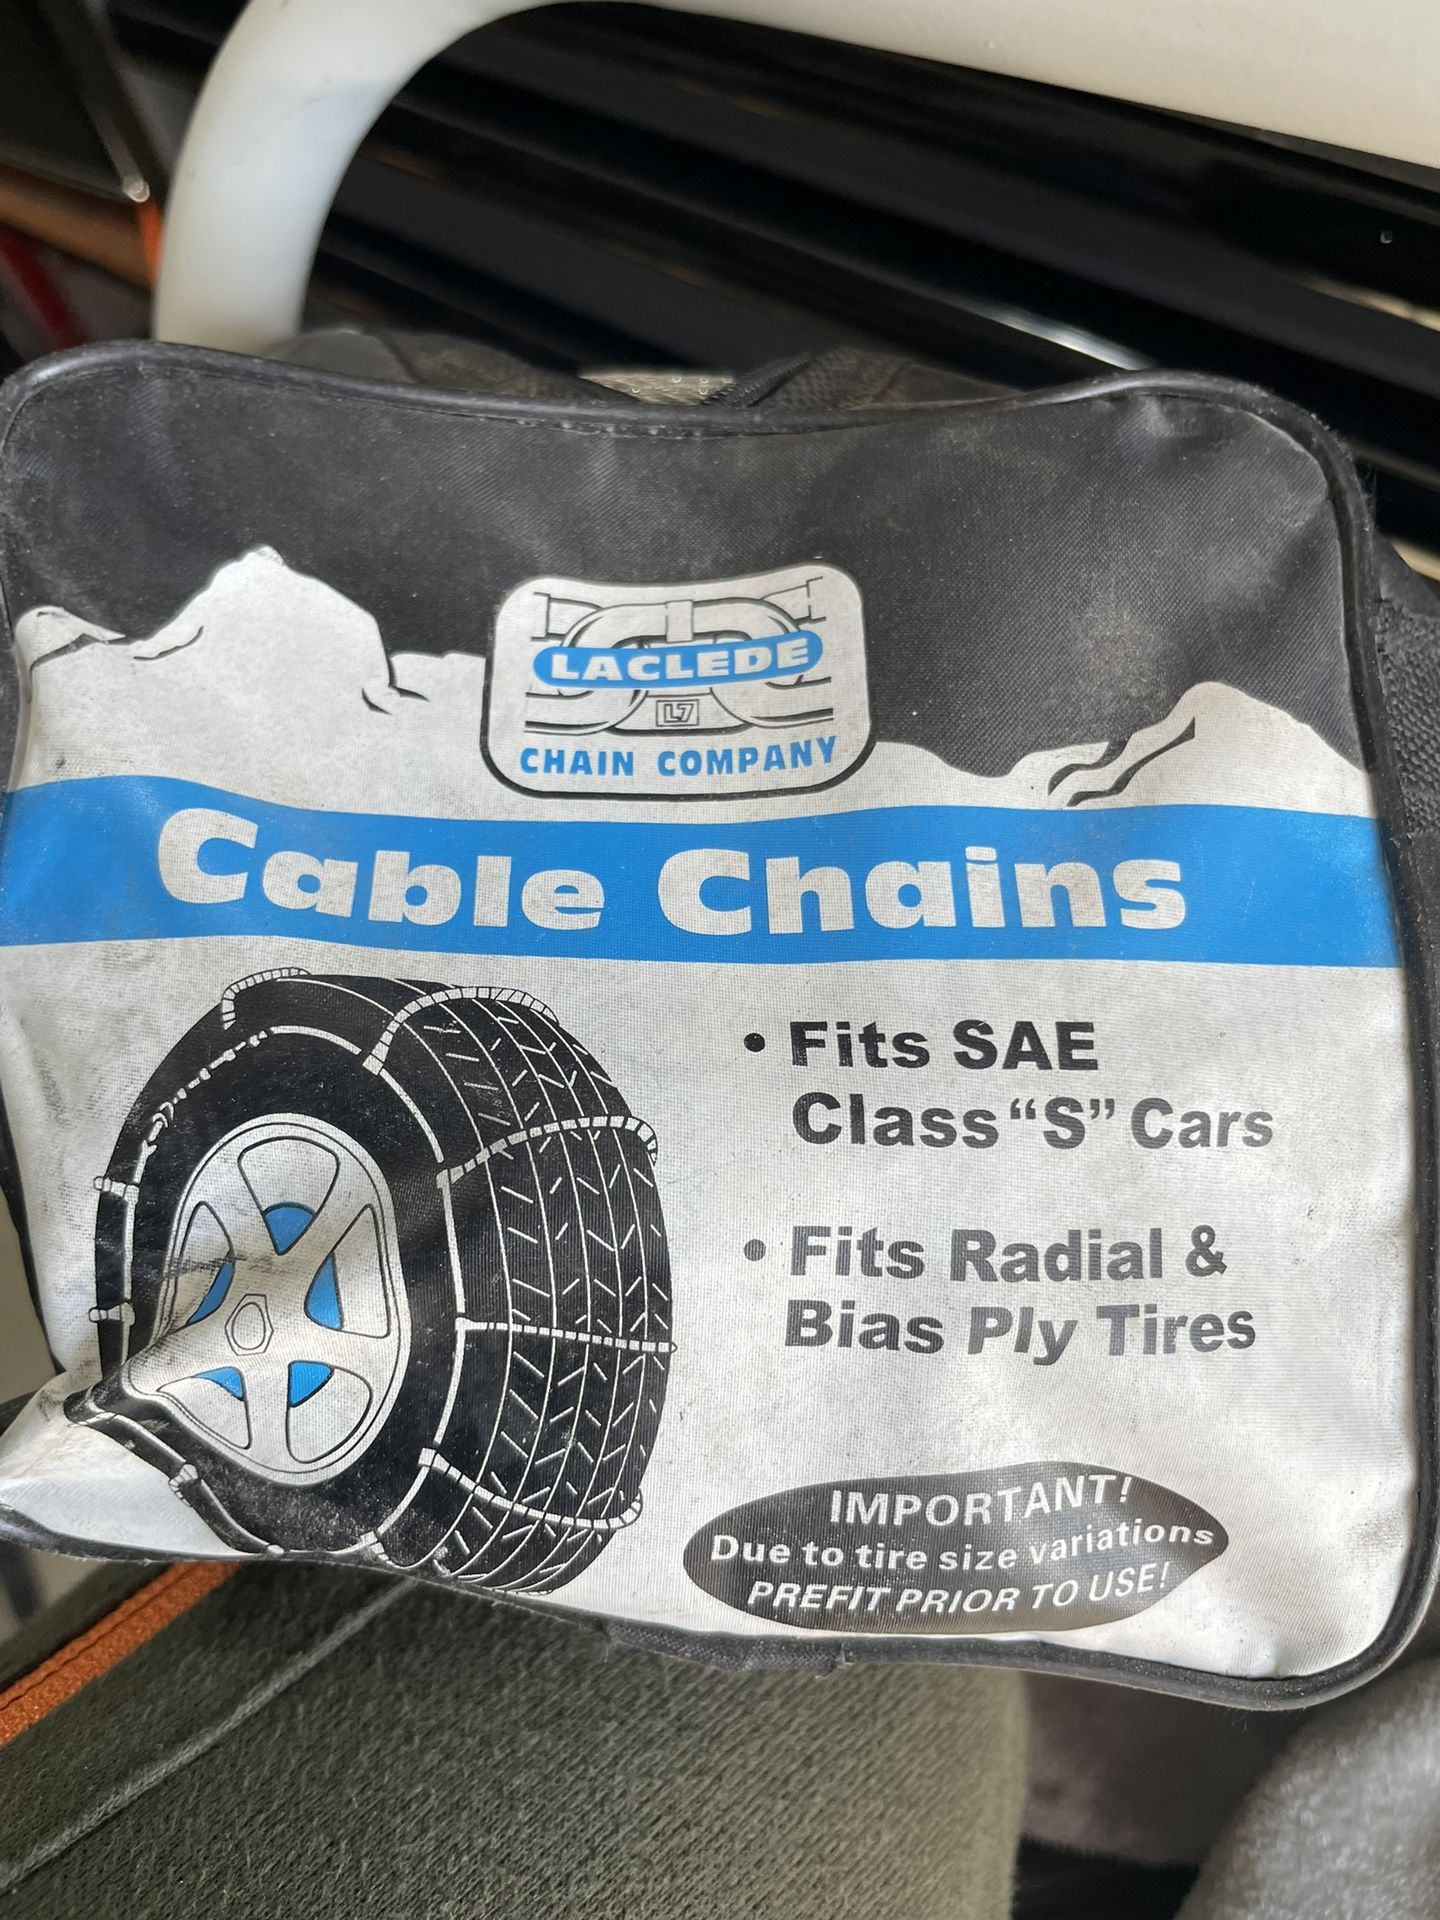 LACLEDE
L7
CHAIN COMPANY
Cable Chains
• Fits SAE
Class “S” Cars
• Fits Radial &
Bias Ply Tires
IMPORTANT!
Due to tire size variations
PREFIT PRIOR TO USE!